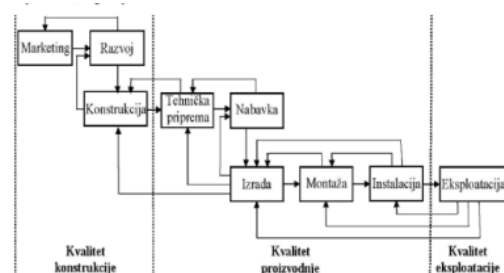 Marketing
Razvoj
Konstrukcija
Tehnička
priprema
Nabavka
Izrada
Montaža
Instalacija
Eksploatacija
Kvalitet
konstrukcije
Kvalitet
proizvodnje
Kvalitet
eksploatacije